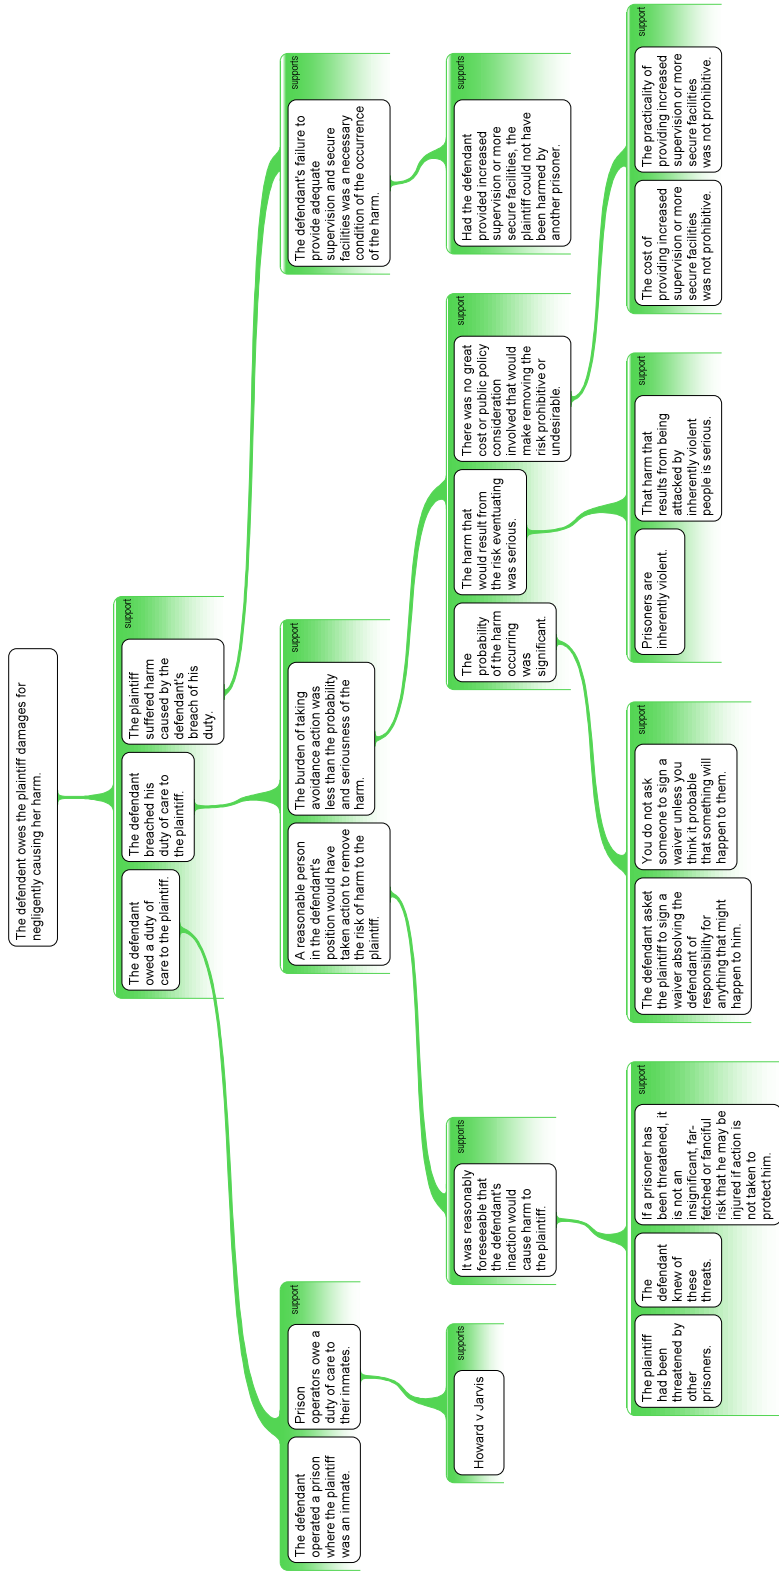 The defendent owes the plaintiff damages for
negligently causing her harm.
The defendant
owed a duty of
care to the plaintiff.
The defendant
breached his
duty of care to
the plaintiff.
The plaintiff
suffered harm
caused by the
defendant's
breach of his
duty.
support
The defendant
operated a prison
where the plaintiff
was an inmate.
Prison
operators owe a
duty of care to
their inmates.
support
A reasonable person
in the defendant's
position would have
taken action to remove
the risk of harm to the
plaintiff.
The burden of taking
avoidance action was
less than the probability
and seriousness of the
harm.
support
The defendant's failure to
provide adequate
supervision and secure
facilities was a necessary
condition of the occurrence
of the harm.
supports
Howard v Jarvis
supports
It was reasonably
foreseeable that
the defendant's
inaction would
cause harm to
the plaintiff.
supports
The
probability
of the harm
occurring
was
significant.
The harm that
would result from
the risk eventuating
was serious.
There was no great
cost or public policy
consideration
involved that would
make removing the
risk prohibitive or
undesirable.
support
Had the defendant
provided increased
supervision or more
secure facilities, the
plaintiff could not have
been harmed by
another prisoner.
supports
The plaintiff
had been
threatened by
other
prisoners.
The
defendant
knew of
these
threats.
If a prisoner has
been threatened, it
is not an
insignificant, far-
fetched or fanciful
risk that he may be
injured if action is
not taken to
protect him.
support
The defendant asket
the plaintiff to sign a
waiver absolving the
defendant of
responsibility for
anything that might
happen to him.
You do not ask
someone to sign a
waiver unless you
think it probable
that something will
happen to them.
support
Prisoners are
inherently violent.
That harm that
results from being
attacked by
inherently violent
people is serious.
support
The cost of
providing increased
supervision or more
secure facilities
was not prohibitive.
The practicality of
providing increased
supervision or more
secure facilities
was not prohibitive.
support